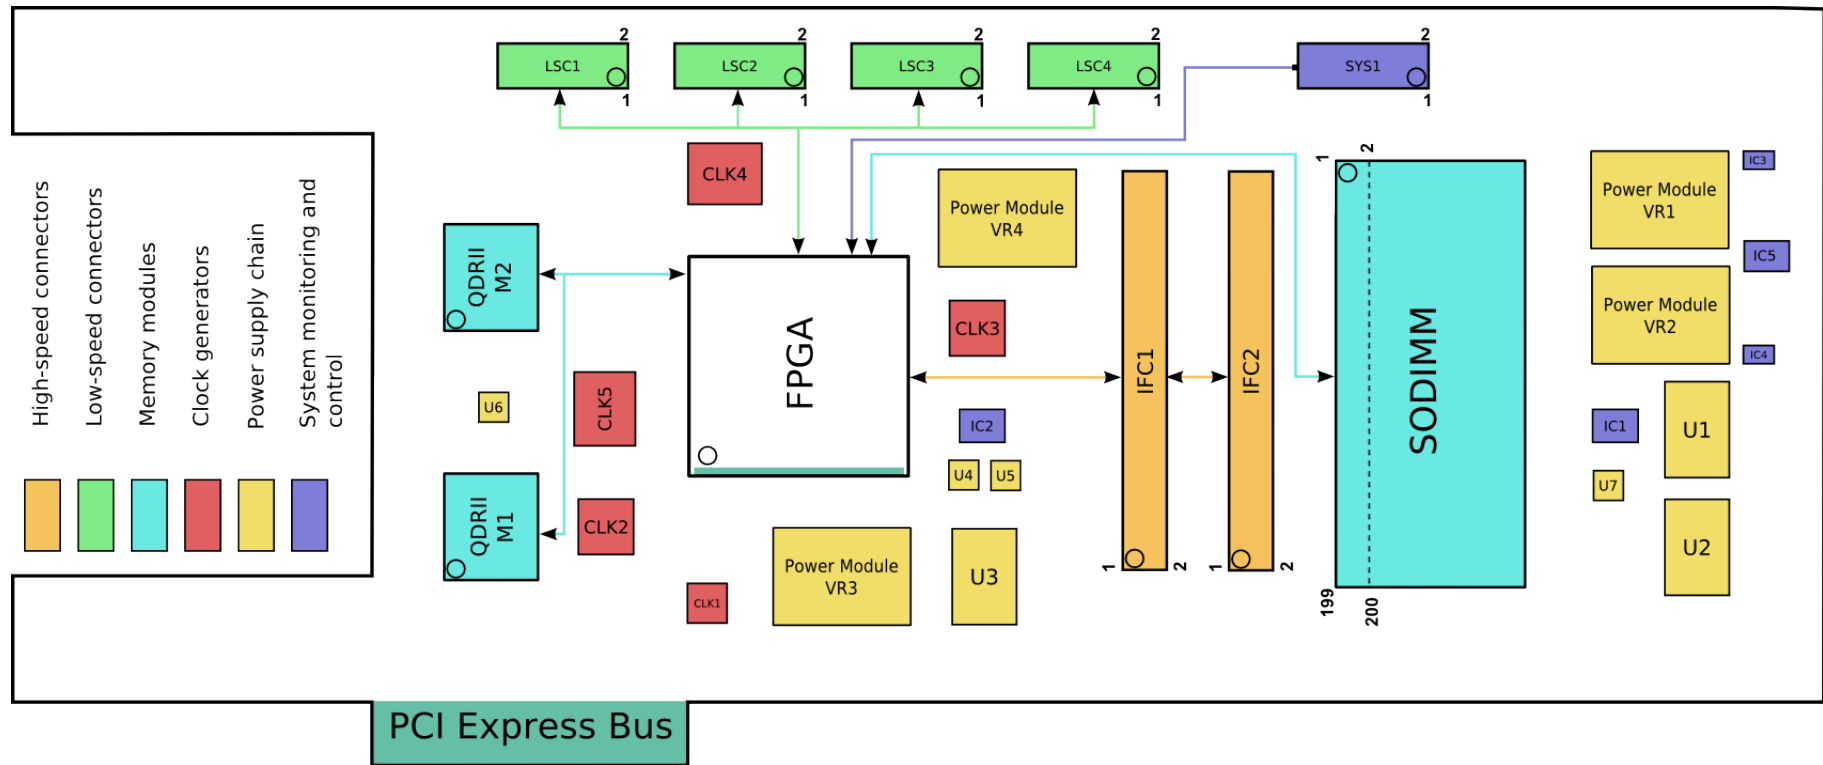 2
2
2
2
2
LSC1
LSC2
LSC3
LSC4
SYS1
1
1
1
1
1
CLK4
1
2
Power Module
VR4
Power Module
VR1
IC3
IC5
Power Module
VR2
IC4
QDRII
M2
FPGA
CLK3
IFC1
IFC2
SODIMM
U6
CLK5
IC2
U4
U5
IC1
U1
U7
U2
QDRII
M1
CLK2
CLK1
Power Module
VR3
U3
1
2
1
2
199
200
High-speed connectors
Low-speed connectors
Memory modules
Clock generators
Power supply chain
System monitoring and
control
PCI Express Bus